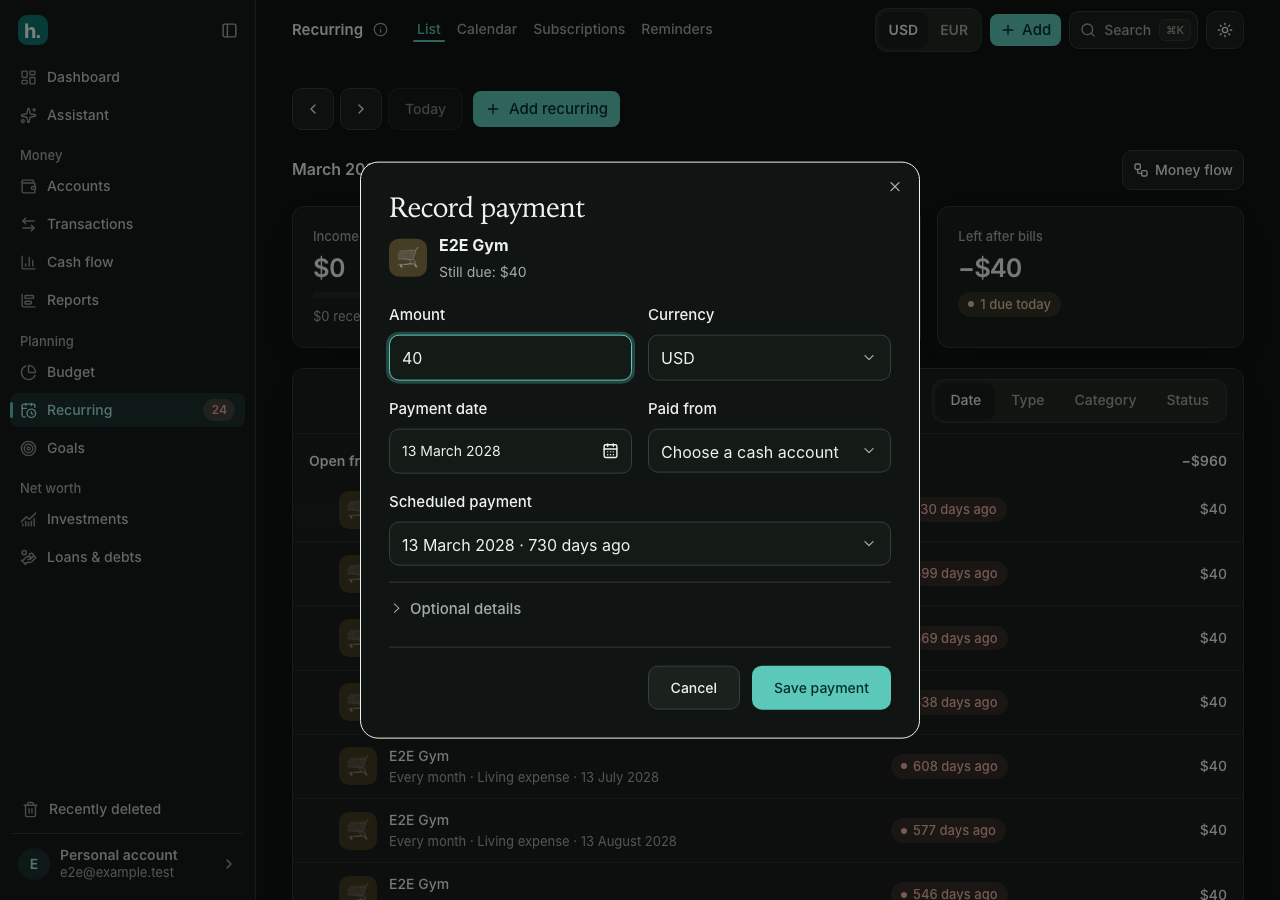 h.
Dashboard
Assistant
Money
Accounts
Transactions
Cash flow
Reports
Planning
Budget
Recurring 24
Goals
Net worth
Investments
Loans & debts
Recently deleted
E Personal account
e2e@example.test
Recurring List Calendar Subscriptions Reminders USD EUR Add Search ⌘K
Today Add recurring
March Money flow
Income
$0
$0
Left after bills
−$40
1 due today
Date Type Category Status
Open −$960
days ago $40
days ago $40
days ago $40
days ago $40
E2E Gym
Every month · Living expense · 13 July 2028
608 days ago $40
E2E Gym
Every month · Living expense · 13 August 2028
577 days ago $40
E2E Gym
546 days ago $40
Record payment
E2E Gym
Still due: $40
Amount Currency
40 USD
Payment date Paid from
13 March 2028 Choose a cash account
Scheduled payment
13 March 2028 · 730 days ago
Optional details
Cancel Save payment